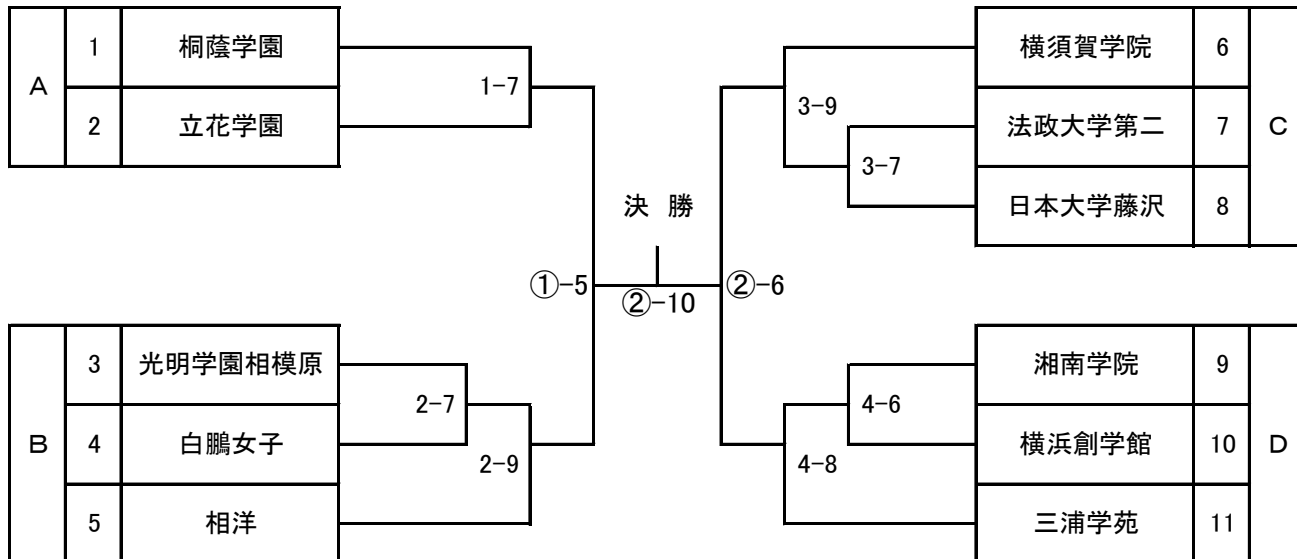 A
1 桐蔭学園
2 立花学園
1-7
B
3 光明学園相模原
4 白鵬女子
5 相洋
2-7
2-9
①-5
決 勝
②-10
②-6
横須賀学院 6
法政大学第二 7
日本大学藤沢 8
C
3-9
3-7
湘南学院 9
横浜創学館 10
三浦学苑 11
D
4-6
4-8